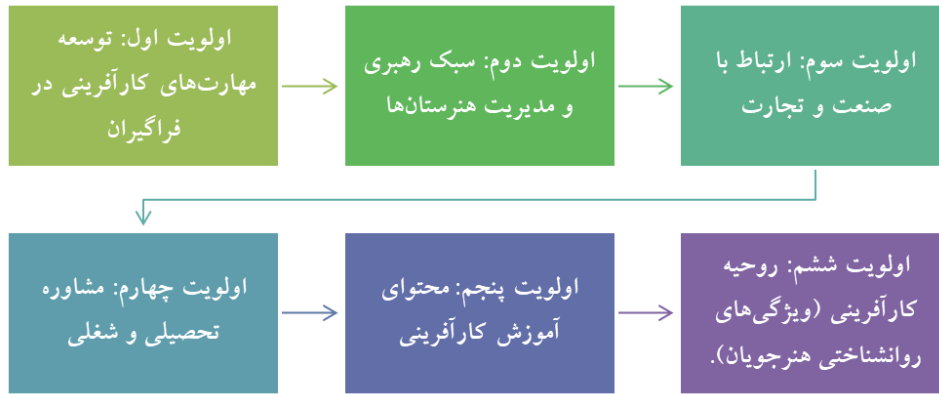 اولویت اول: توسعه
مهارت‌های کارآفرینی در
فراگیران
اولویت دوم: سبک رهبری
و مدیریت هنرستان‌ها
اولویت سوم: ارتباط با
صنعت و تجارت
اولویت چهارم: مشاوره
تحصیلی و شغلی
اولویت پنجم: محتوای
آموزش کارآفرینی
اولویت ششم: روحیه
کارآفرینی (ویژگی‌های
روانشناختی هنرجویان).